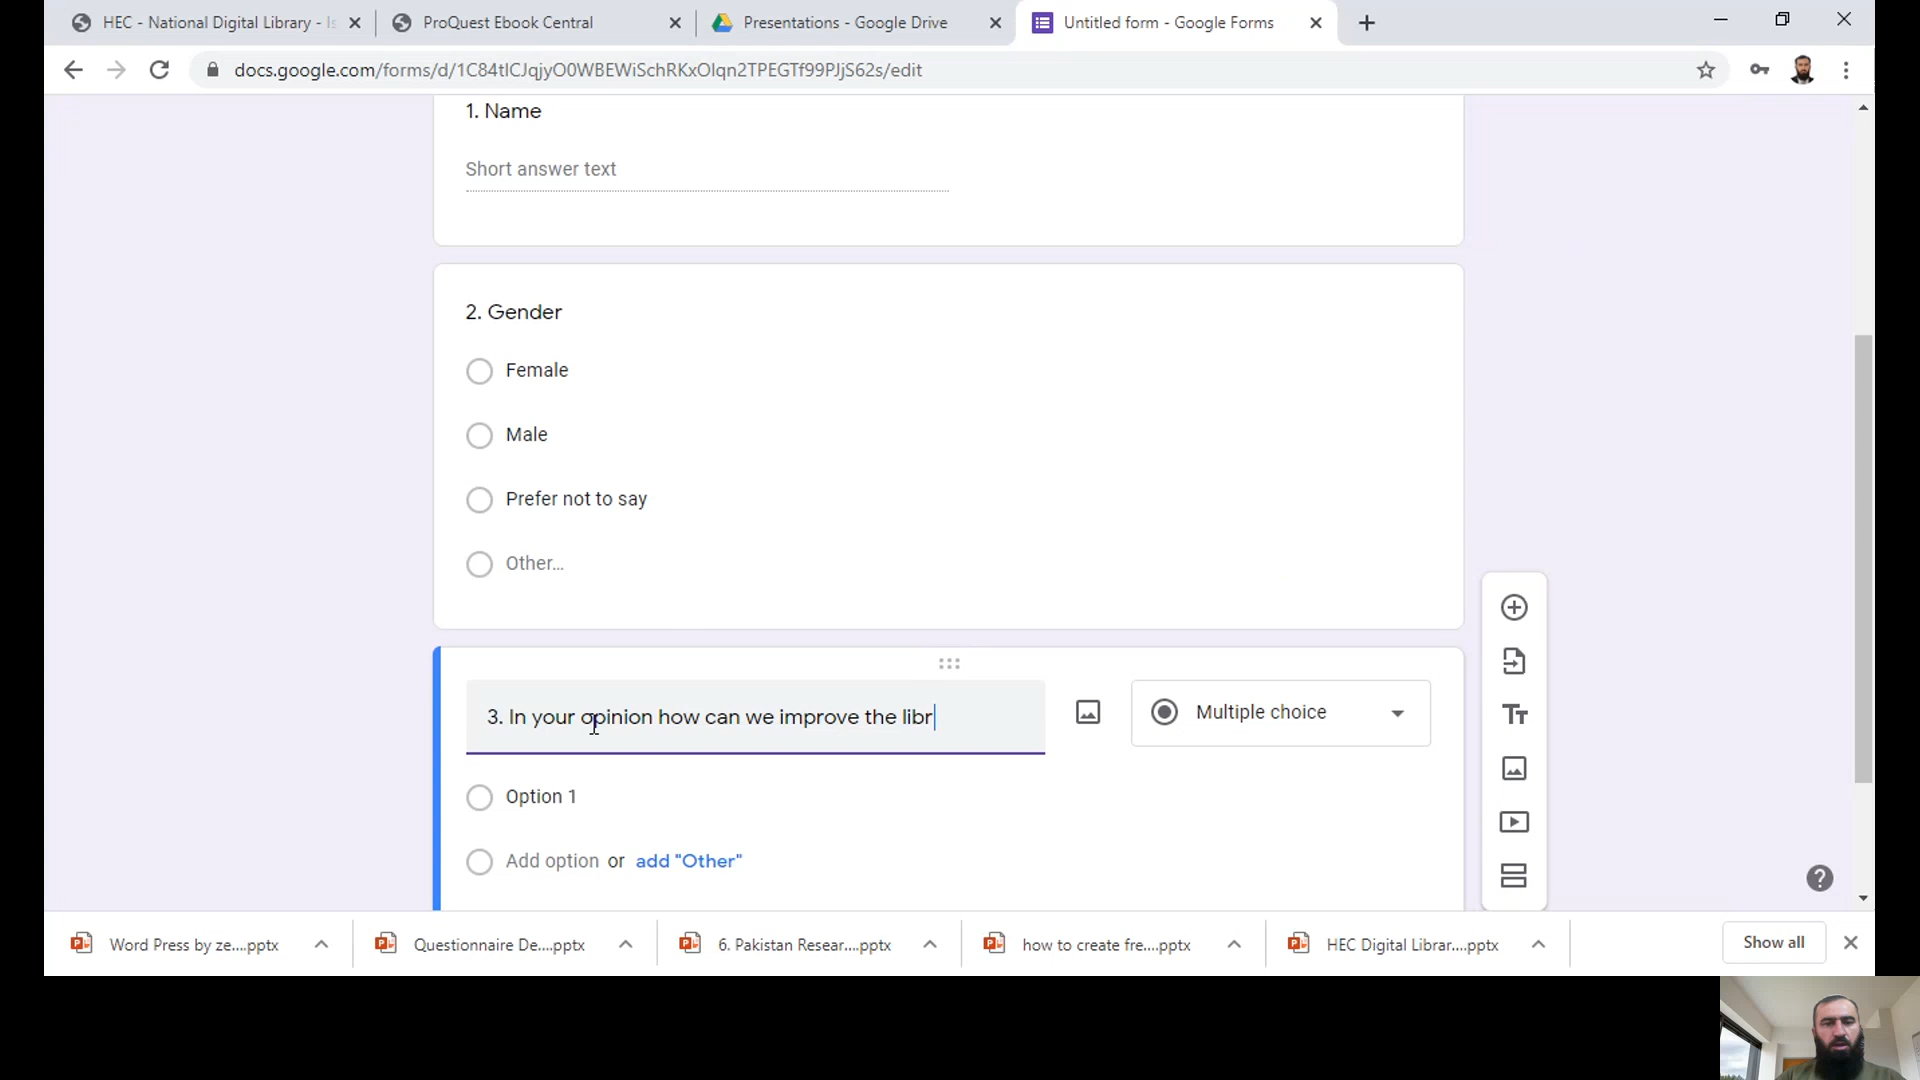 HEC - National Digital Library - Is
ProQuest Ebook Central
Presentations - Google Drive
Untitled form - Google Forms
docs.google.com/forms/d/1C84tICJqjyO0WBEWiSchRKxOlqn2TPEGTf99PJjS62s/edit
1. Name
Short answer text
2. Gender
Female
Male
Prefer not to say
Other...
3. In your opinion how can we improve the libr
Multiple choice
Option 1
Add option or add "Other"
Word Press by ze....pptx
Questionnaire De....pptx
6. Pakistan Resear....pptx
how to create fre....pptx
HEC Digital Librar....pptx
Show all